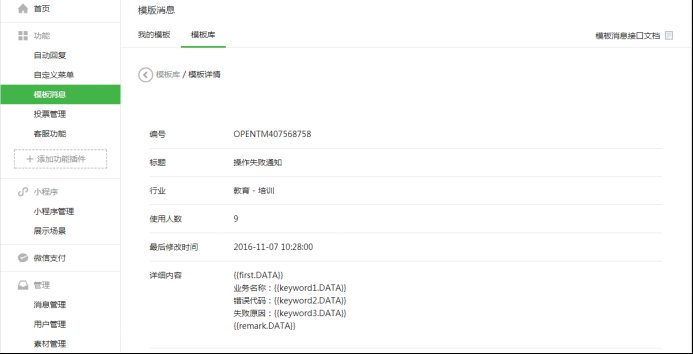 首页
功能
自动回复
自定义菜单
模板消息
投票管理
客服功能
+ 添加功能插件
小程序
小程序管理
展示场景
微信支付
管理
消息管理
用户管理
素材管理
模版消息
我的模板 模板库 模板消息接口文档
模板库 / 模板详情
编号 OPENTM407568758
标题 操作失败通知
行业 教育 - 培训
使用人数 9
最后修改时间 2016-11-07 10:28:00
详细内容 {{first.DATA}}
业务名称：{{keyword1.DATA}}
错误代码：{{keyword2.DATA}}
失败原因：{{keyword3.DATA}}
{{remark.DATA}}